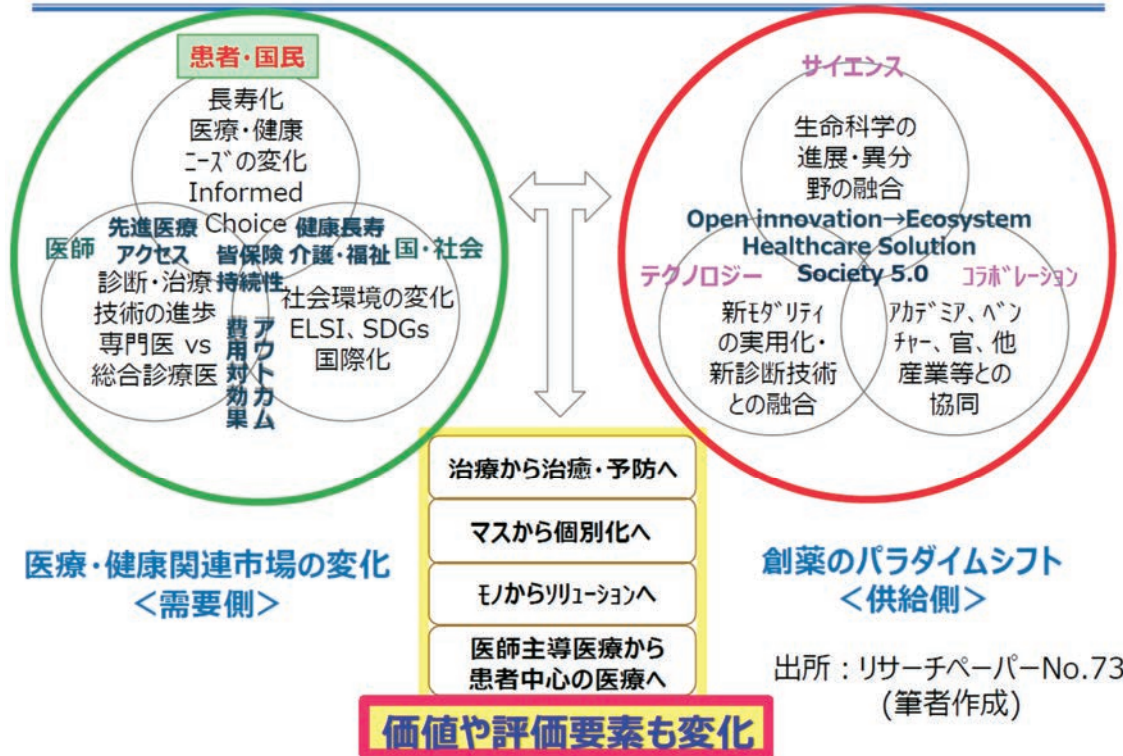 患者・国民
長寿化
医療・健康
ニーズの変化
Informed
Choice
医師
先進医療
アクセス
皆保険
持続性
健康長寿
介護・福祉
国・社会
診断・治療
技術の進歩
専門医 vs
総合診療医
社会環境の変化
ELSI、SDGs
国際化
アウトカム
費用対効果
サイエンス
生命科学の
進展・異分
野の融合
Open innovation→Ecosystem
Healthcare Solution
Society 5.0
テクノロジー
コラボレーション
新モダリティ
の実用化・
新診断技術
との融合
アカデミア、ベン
チャー、官、他
産業等との
協同
治療から治癒・予防へ
マスから個別化へ
モノからソリューションへ
医師主導医療から
患者中心の医療へ
価値や評価要素も変化
医療・健康関連市場の変化
＜需要側＞
創薬のパラダイムシフト
＜供給側＞
出所：リサーチペーパーNo.73
(筆者作成)